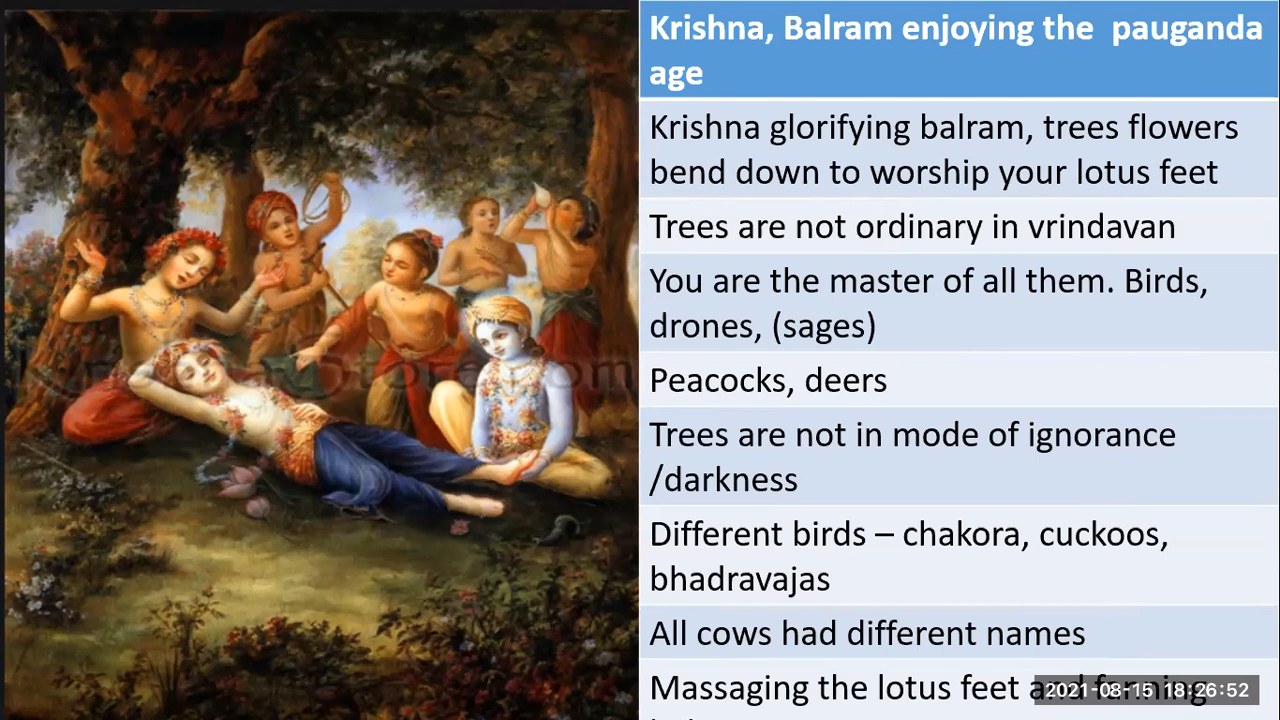 Krishna, Balram enjoying the pauganda
age
Krishna glorifying balram, trees flowers
bend down to worship your lotus feet
Trees are not ordinary in vrindavan
You are the master of all them. Birds,
drones, (sages)
Peacocks, deers
Trees are not in mode of ignorance
/darkness
Different birds – chakora, cuckoos,
bhadravajas
All cows had different names
Massaging the lotus feet and fanning
2021-08-15 18:26:52